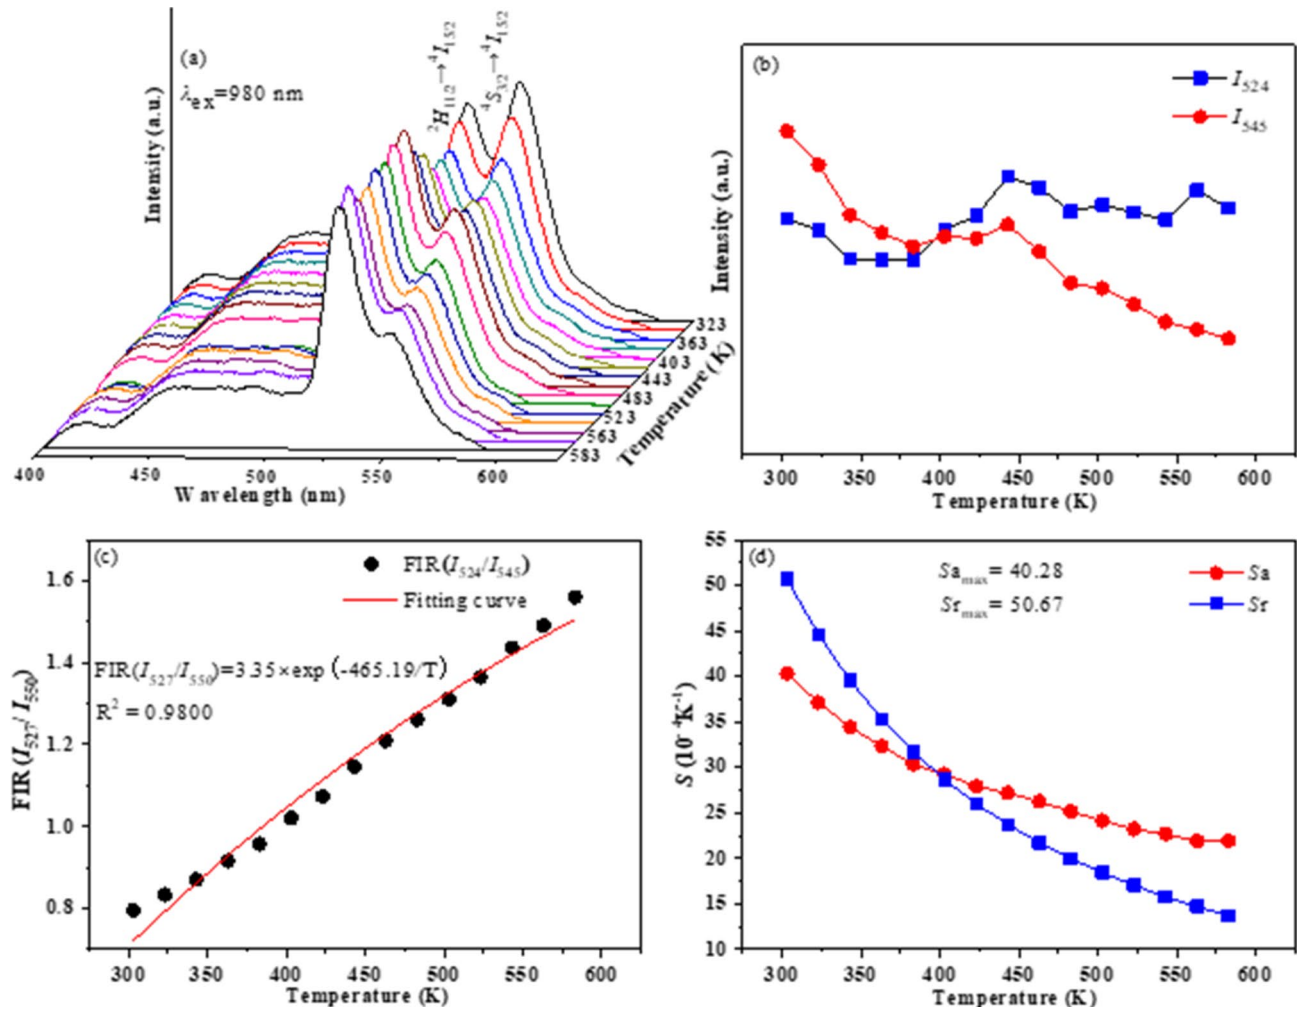 (a)
λex=980 nm
²H11/2→⁴I15/2
⁴S3/2→⁴I15/2
Intensity (a.u.)
323
363
403
443
483
523
563
583
Temperature (K)
400 450 500 550 600
Wavelength (nm)
(b)
I524
I545
Intensity (a.u.)
300 350 400 450 500 550 600
Temperature (K)
(c)
FIR(I524/I545)
Fitting curve
FIR(I527/I550)=3.35×exp (-465.19/T)
R² = 0.9800
1.6
1.4
1.2
1.0
0.8
FIR(I527/ I550)
300 350 400 450 500 550 600
Temperature (K)
(d)
Samax= 40.28
Srmax= 50.67
Sa
Sr
55
50
45
40
35
30
25
20
15
10
S (10⁻⁴K⁻¹)
300 350 400 450 500 550 600
Temperature (K)